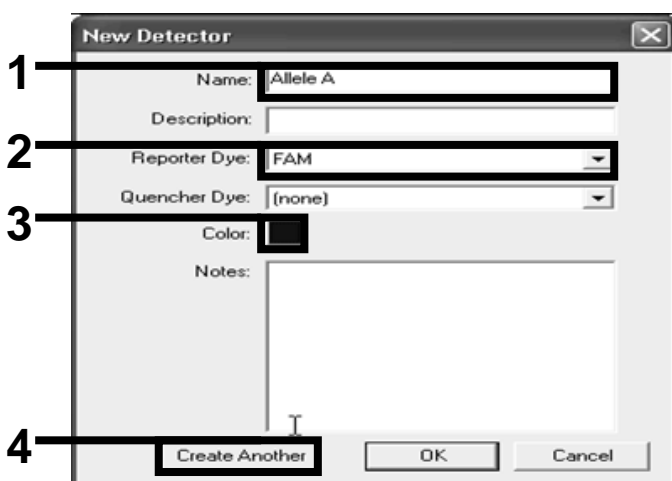 New Detector
1 Name: Allele A
Description:
2 Reporter Dye: FAM
Quencher Dye: (none)
3 Color:
Notes:
4 Create Another OK Cancel